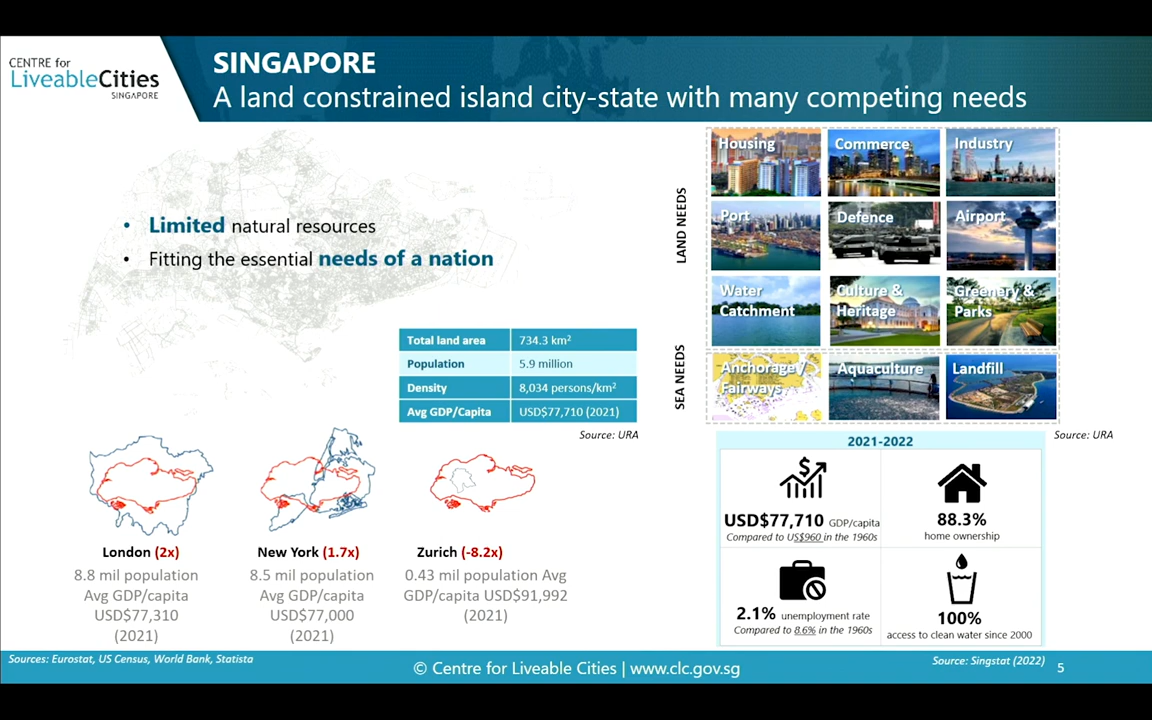 CENTRE for
LiveableCities
SINGAPORE
SINGAPORE
A land constrained island city-state with many competing needs
• Limited natural resources
• Fitting the essential needs of a nation
Total land area 734.3 km²
Population 5.9 million
Density 8,034 persons/km²
Avg GDP/Capita USD$77,710 (2021)
Source: URA
London (2x)
8.8 mil population
Avg GDP/capita
USD$77,310
(2021)
New York (1.7x)
8.5 mil population
Avg GDP/capita
USD$77,000
(2021)
Zurich (-8.2x)
0.43 mil population Avg
GDP/capita USD$91,992
(2021)
LAND NEEDS
Housing
Commerce
Industry
Port
Defence
Airport
Water
Catchment
Culture &
Heritage
Greenery &
Parks
SEA NEEDS
Anchorage/
Fairways
Aquaculture
Landfill
Source: URA
2021-2022
USD$77,710 GDP/capita
Compared to US$960 in the 1960s
88.3%
home ownership
2.1% unemployment rate
Compared to 8.6% in the 1960s
100%
access to clean water since 2000
Sources: Eurostat, US Census, World Bank, Statista
© Centre for Liveable Cities | www.clc.gov.sg
Source: Singstat (2022)
5